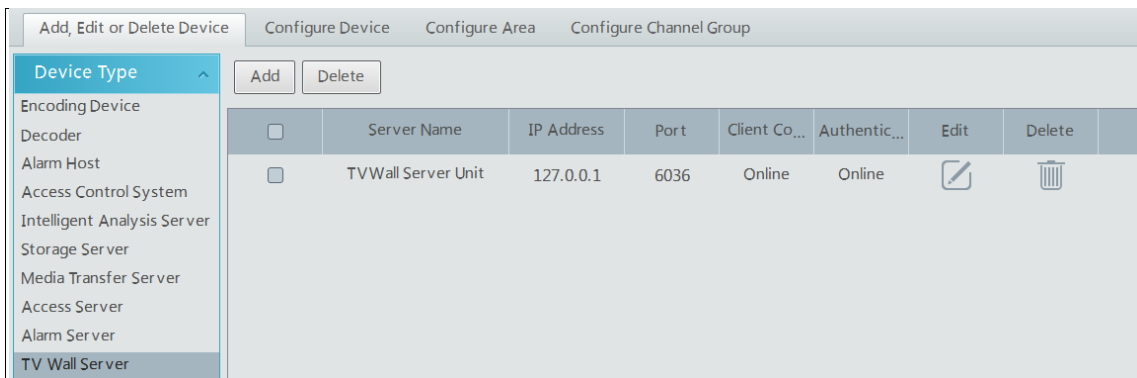 Add, Edit or Delete Device Configure Device Configure Area Configure Channel Group
Device Type
Add Delete
Encoding Device
Decoder
Alarm Host
Access Control System
Intelligent Analysis Server
Storage Server
Media Transfer Server
Access Server
Alarm Server
TV Wall Server
Server Name IP Address Port Client Co... Authentic... Edit Delete
TVWall Server Unit 127.0.0.1 6036 Online Online